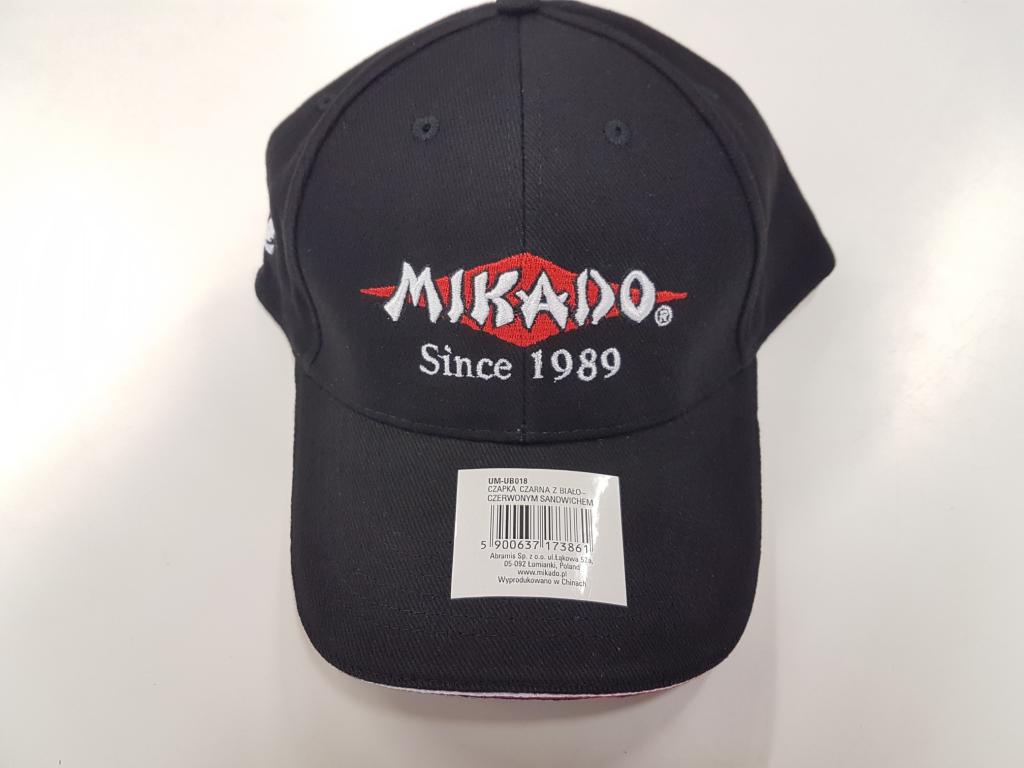 MIKADO®
Since 1989
UM-UB018
CZAPKA CZARNA Z BIAŁO-
CZERWONYM SANDWICHEM
5 900637 173861
Abramis Sp. z o.o. ul.Łąkowa 52a,
05-092 Łomianki, Poland
www.mikado.pl
Wyprodukowano w Chinach